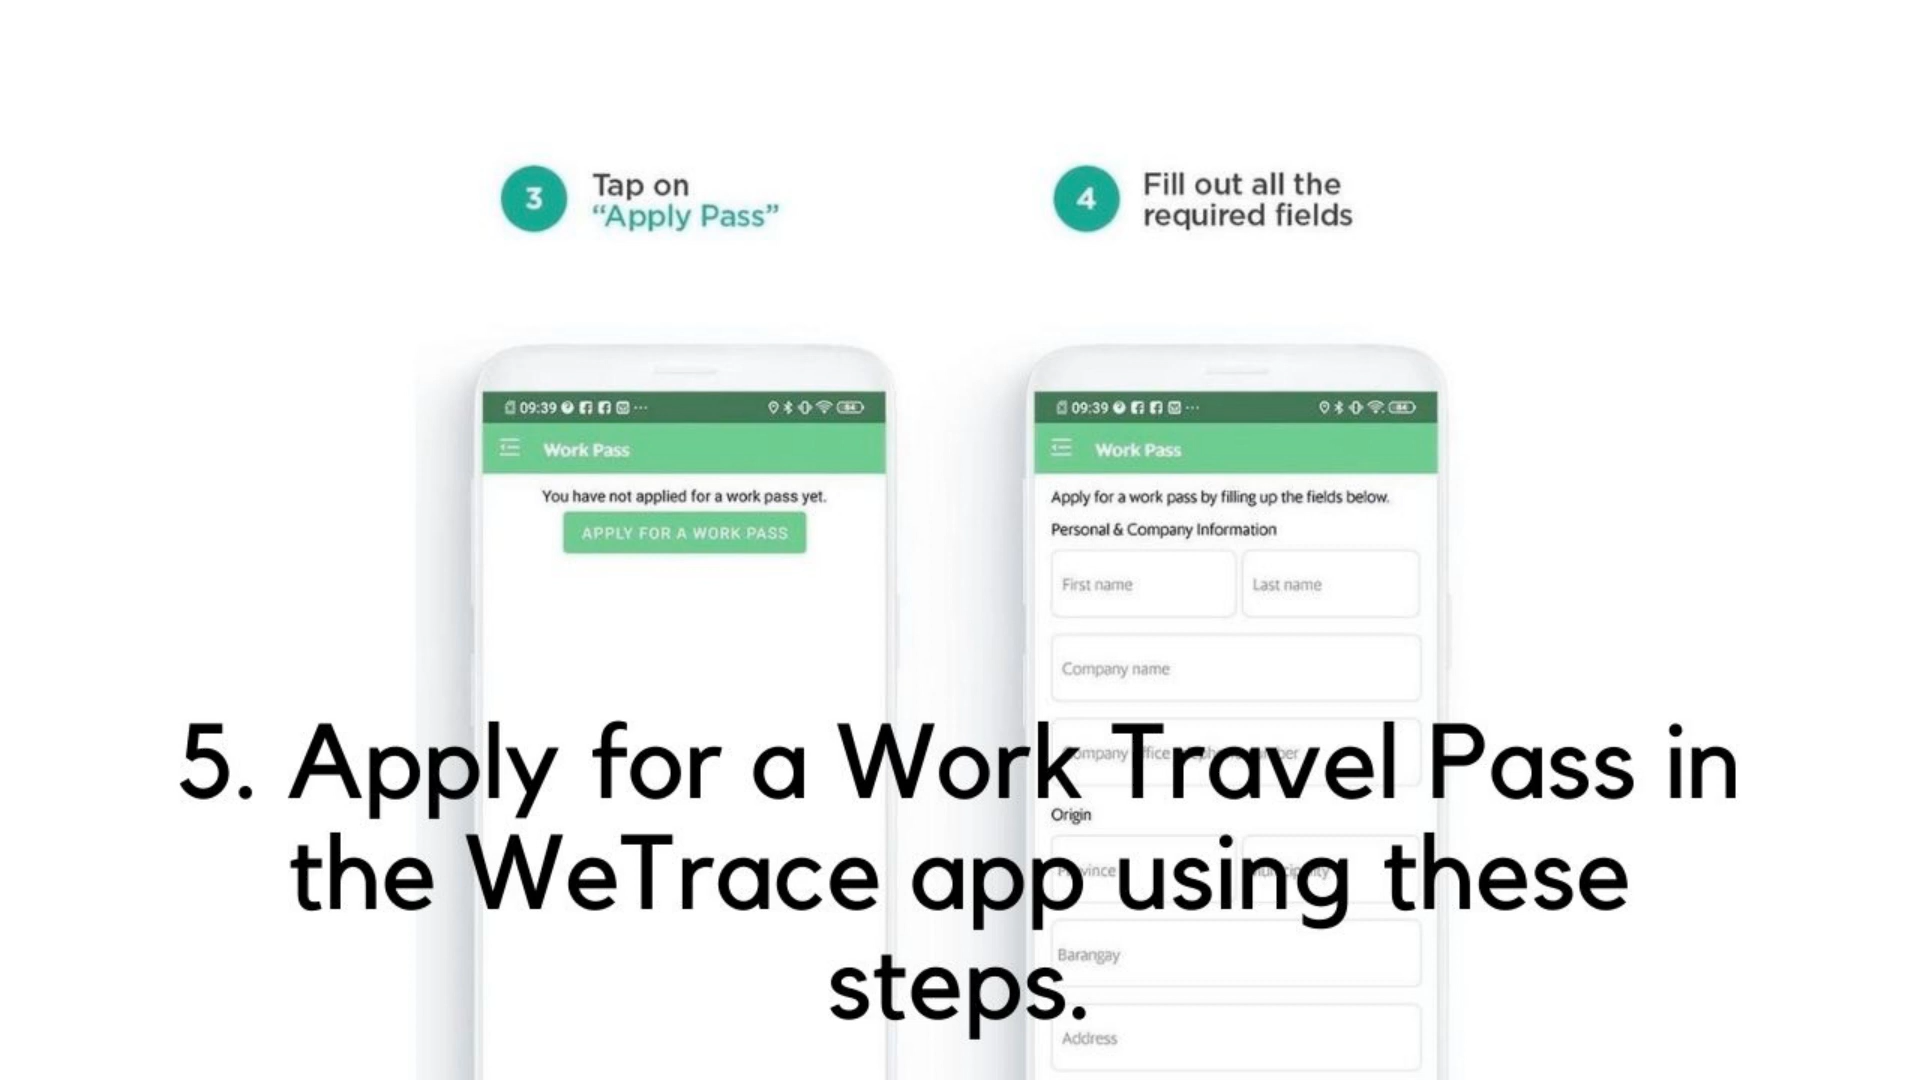 3
Tap on
“Apply Pass”
4
Fill out all the
required fields
09:39
84
Work Pass
You have not applied for a work pass yet.
APPLY FOR A WORK PASS
09:39
84
Work Pass
Apply for a work pass by filling up the fields below.
Personal & Company Information
First name
Last name
Company name
Company
Origin
Barangay
Address
5. Apply for a Work Travel Pass in
the WeTrace app using these
steps.